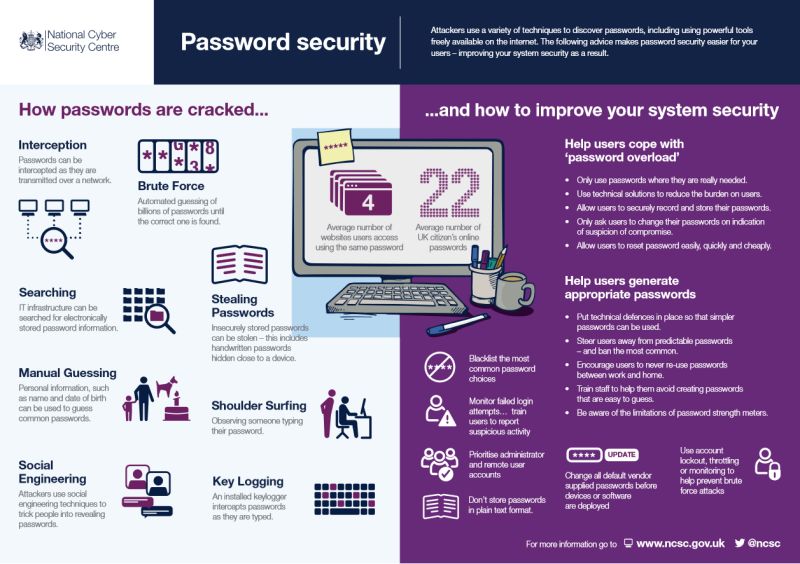 National Cyber
Security Centre
Password security
Attackers use a variety of techniques to discover passwords, including using powerful tools
freely available on the internet. The following advice makes password security easier for your
users – improving your system security as a result.
How passwords are cracked...
Interception
Passwords can be
intercepted as they are
transmitted over a network.
****
**G*8
**3*
Brute Force
Automated guessing of
billions of passwords until
the correct one is found.
Searching
IT infrastructure can be
searched for electronically
stored password information.
Stealing
Passwords
Insecurely stored passwords
can be stolen – this includes
handwritten passwords
hidden close to a device.
Manual Guessing
Personal information, such
as name and date of birth
can be used to guess
common passwords.
Shoulder Surfing
Observing someone typing
their password.
Social
Engineering
Attackers use social
engineering techniques to
trick people into revealing
passwords.
Key Logging
An installed keylogger
intercepts passwords
as they are typed.
*****
4
Average number of
websites users access
using the same password
22
Average number of
UK citizen's online
passwords
...and how to improve your system security
Help users cope with
'password overload'
• Only use passwords where they are really needed.
• Use technical solutions to reduce the burden on users.
• Allow users to securely record and store their passwords.
• Only ask users to change their passwords on indication
of suspicion of compromise.
• Allow users to reset password easily, quickly and cheaply.
Help users generate
appropriate passwords
• Put technical defences in place so that simpler
passwords can be used.
• Steer users away from predictable passwords
– and ban the most common.
• Encourage users to never re-use passwords
between work and home.
• Train staff to help them avoid creating passwords
that are easy to guess.
• Be aware of the limitations of password strength meters.
****
Blacklist the most
common password
choices
Monitor failed login
attempts… train
users to report
suspicious activity
Prioritise administrator
and remote user
accounts
Don't store passwords
in plain text format.
**** UPDATE
Change all default vendor
supplied passwords before
devices or software
are deployed
Use account
lockout, throttling
or monitoring to
help prevent brute
force attacks
For more information go to www.ncsc.gov.uk @ncsc